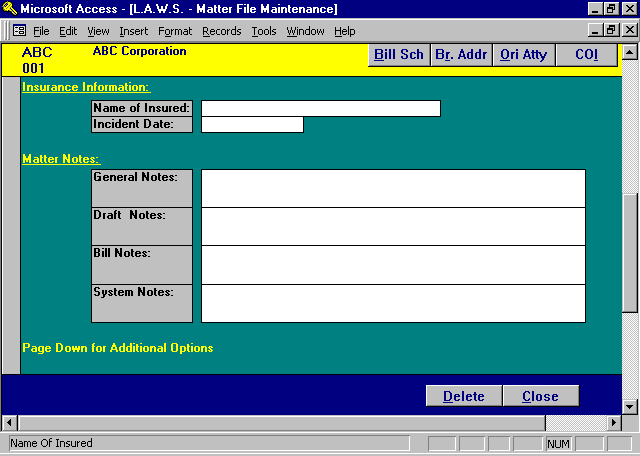 Microsoft Access - [L.A.W.S. - Matter File Maintenance]
File Edit View Insert Format Records Tools Window Help
ABC ABC Corporation Bill Sch Br. Addr Ori Atty COI
001
Insurance Information:
Name of Insured:
Incident Date:
Matter Notes:
General Notes:
Draft Notes:
Bill Notes:
System Notes:
Page Down for Additional Options
Delete Close
Name Of Insured NUM